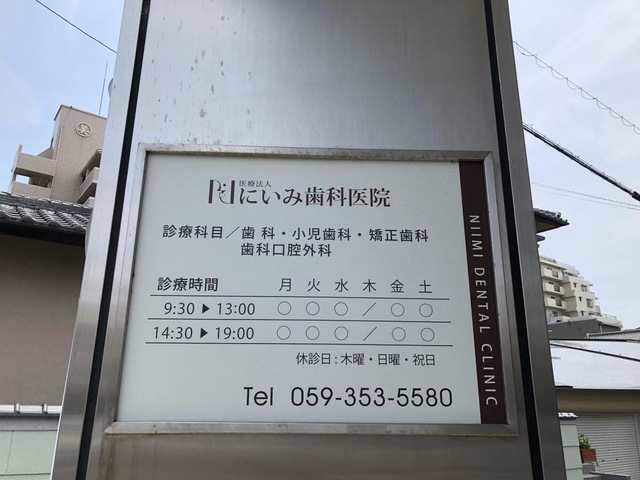 医療法人
にいみ歯科医院
診療科目／歯 科・小児歯科・矯正歯科
歯科口腔外科
診療時間 月 火 水 木 金 土
9:30 ▶ 13:00 ○ ○ ○ ／ ○ ○
14:30 ▶ 19:00 ○ ○ ○ ／ ○ ○
休診日：木曜・日曜・祝日
Tel 059-353-5580
NIIMI DENTAL CLINIC